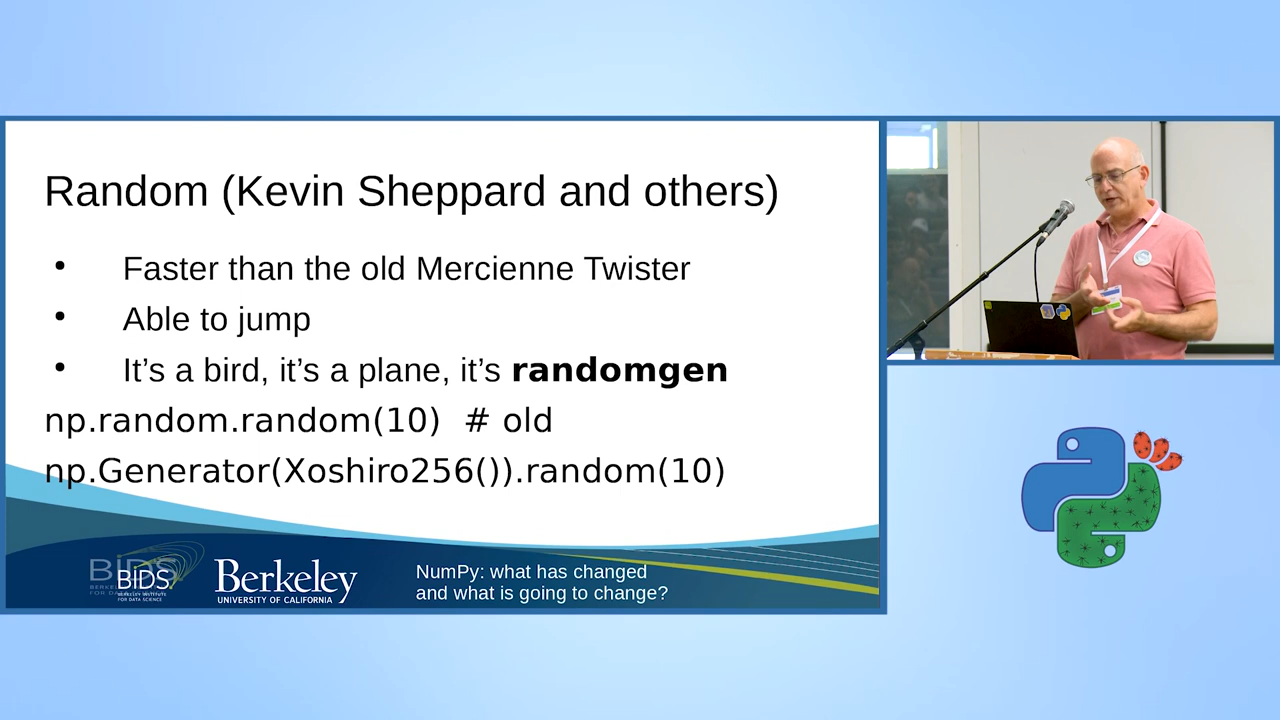 Random (Kevin Sheppard and others)
• Faster than the old Mercienne Twister
• Able to jump
• It’s a bird, it’s a plane, it’s randomgen
np.random.random(10)  # old
np.Generator(Xoshiro256()).random(10)
BIDS
BIDS
BERKELEY INSTITUTE
FOR DATA SCIENCE
Berkeley
UNIVERSITY OF CALIFORNIA
NumPy: what has changed
and what is going to change?